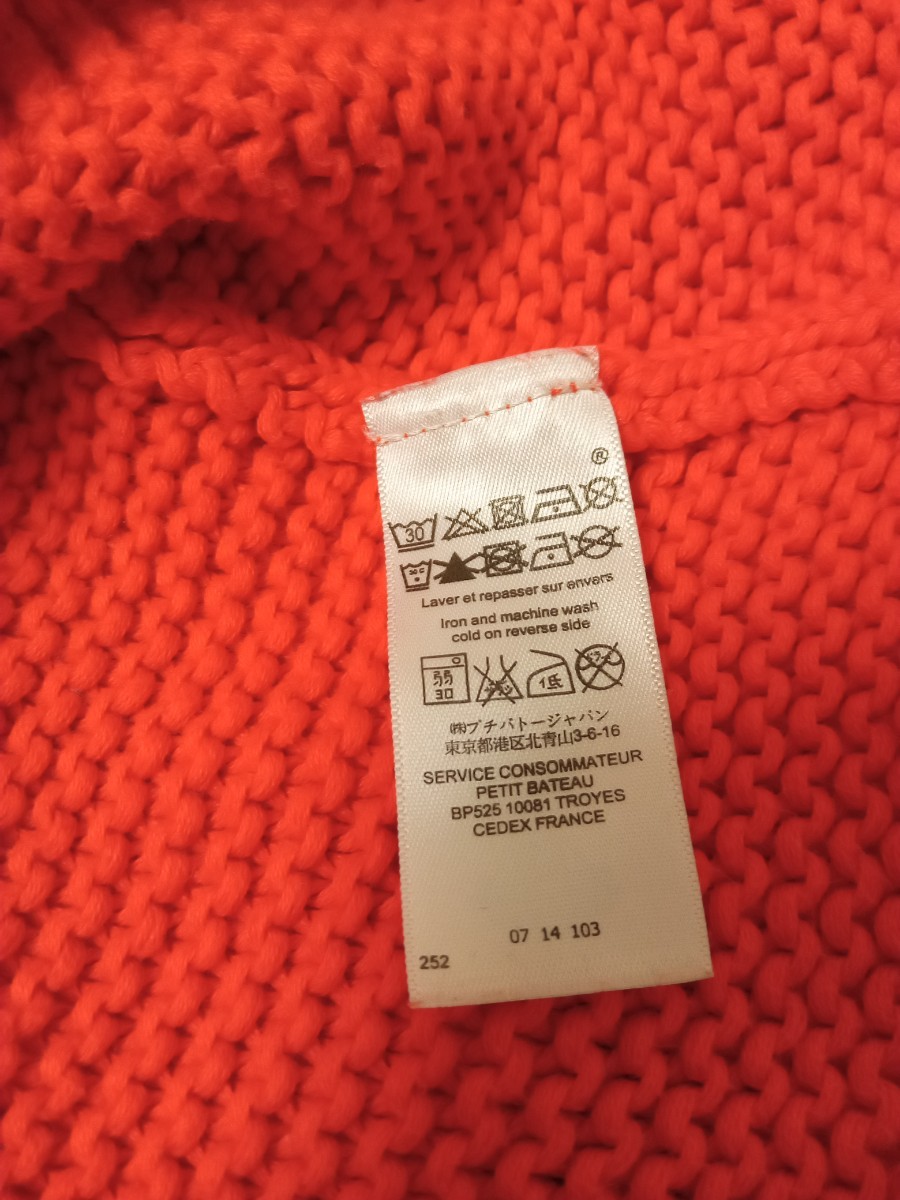 ®
30
Laver et repasser sur envers
Iron and machine wash
cold on reverse side
弱
30
低
㈱プチバトージャパン
東京都港区北青山3-6-16
SERVICE CONSOMMATEUR
PETIT BATEAU
BP525 10081 TROYES
CEDEX FRANCE
07 14 103
252